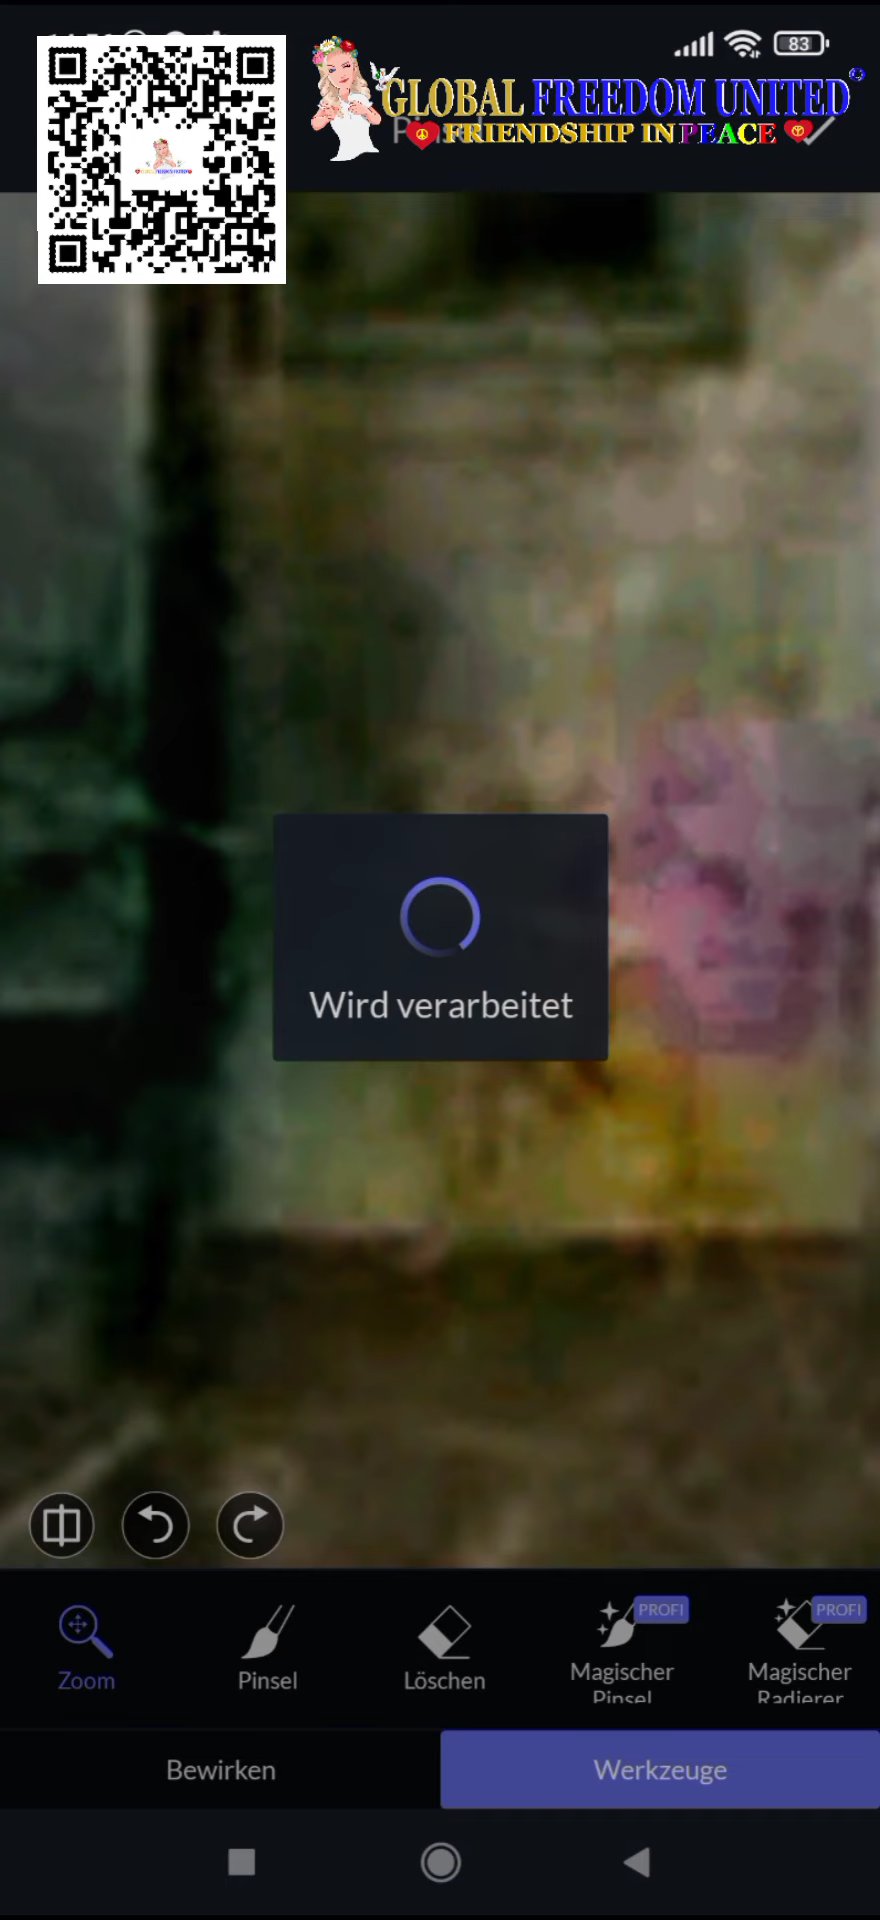 83
GLOBAL FREEDOM UNITED
FRIENDSHIP IN PEACE
Wird verarbeitet
PROFI
PROFI
Zoom
Pinsel
Löschen
Magischer Pinsel
Magischer Radierer
Bewirken
Werkzeuge